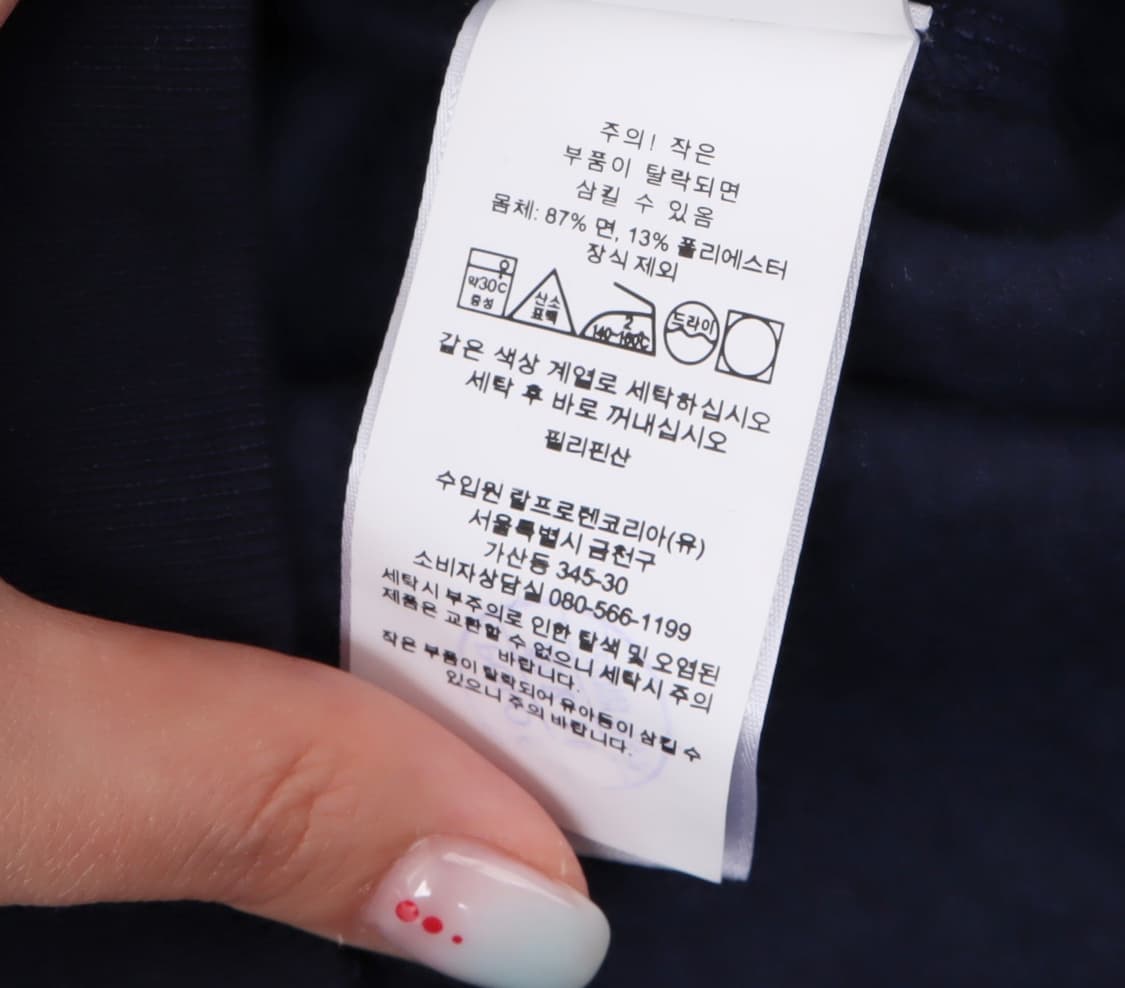 주의! 작은
부품이 탈락되면
삼킬 수 있음
몸체: 87% 면, 13% 폴리에스터
장식 제외
약30℃
중성
산소
표백
2
140~160℃
드라이
같은 색상 계열로 세탁하십시오
세탁 후 바로 꺼내십시오
필리핀산
수입원 랄프로렌코리아(유)
서울특별시 금천구
가산동 345-30
소비자상담실 080-566-1199
세탁시 부주의로 인한 탈색 및 오염된
제품은 교환할 수 없으니 세탁시 주의
바랍니다.
작은 부품이 탈락되어 유아등이 삼킬 수
있으니 주의 바랍니다.